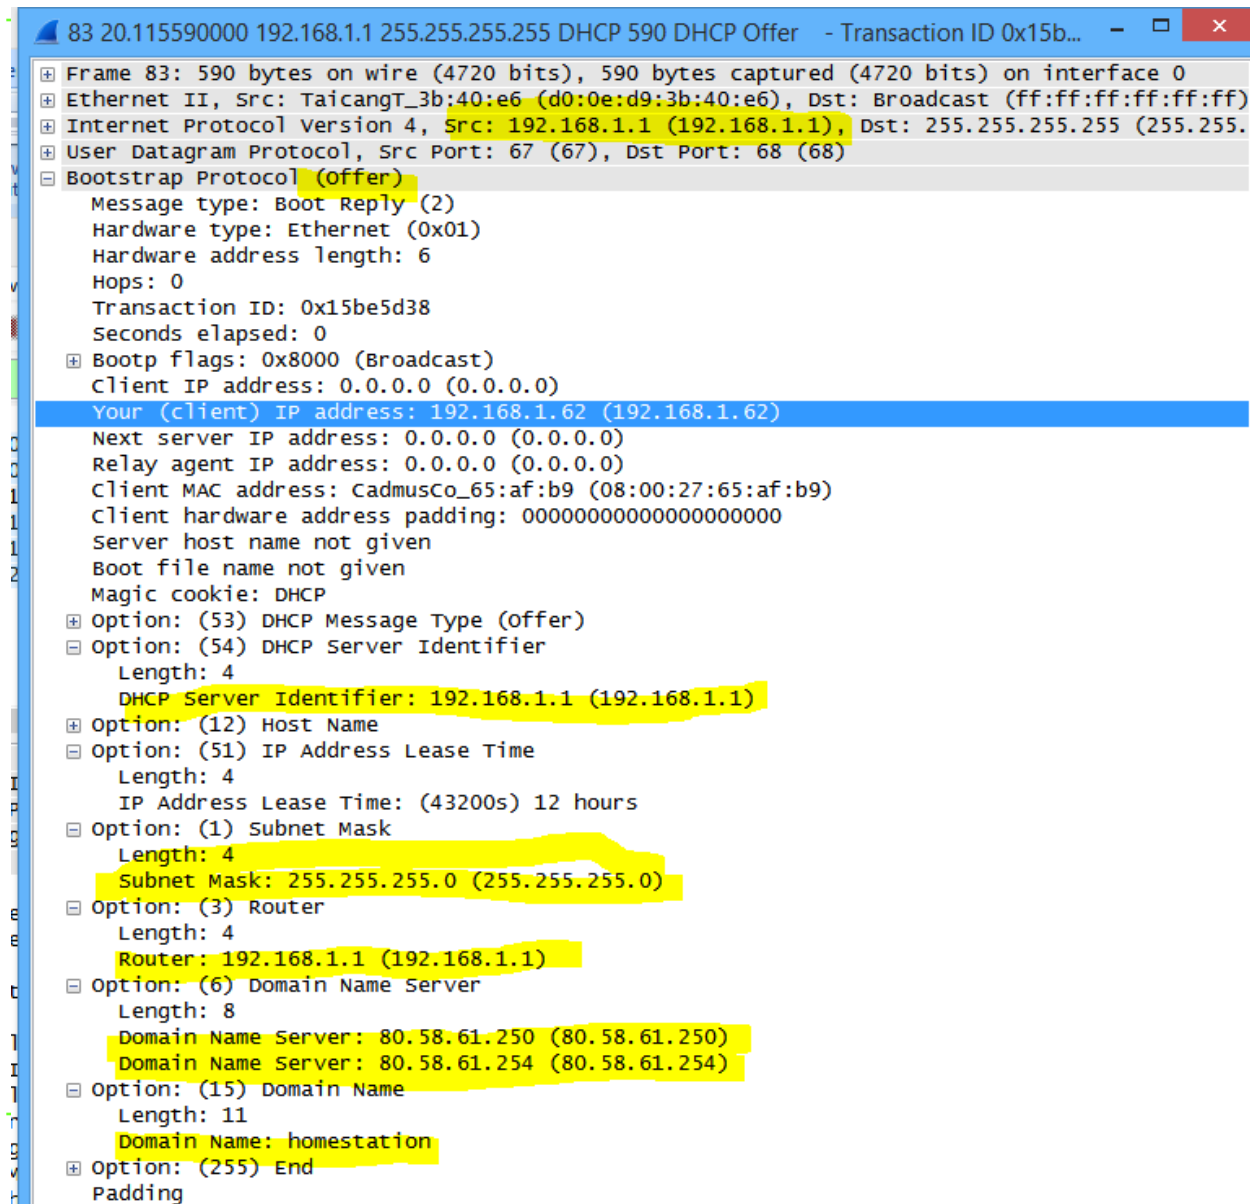 83 20.115590000 192.168.1.1 255.255.255.255 DHCP 590 DHCP Offer - Transaction ID 0x15b...
Frame 83: 590 bytes on wire (4720 bits), 590 bytes captured (4720 bits) on interface 0
Ethernet II, Src: TaicangT_3b:40:e6 (d0:0e:d9:3b:40:e6), Dst: Broadcast (ff:ff:ff:ff:ff:ff)
Internet Protocol Version 4, Src: 192.168.1.1 (192.168.1.1), Dst: 255.255.255.255 (255.255.
User Datagram Protocol, Src Port: 67 (67), Dst Port: 68 (68)
Bootstrap Protocol (Offer)
Message type: Boot Reply (2)
Hardware type: Ethernet (0x01)
Hardware address length: 6
Hops: 0
Transaction ID: 0x15be5d38
Seconds elapsed: 0
Bootp flags: 0x8000 (Broadcast)
Client IP address: 0.0.0.0 (0.0.0.0)
Your (client) IP address: 192.168.1.62 (192.168.1.62)
Next server IP address: 0.0.0.0 (0.0.0.0)
Relay agent IP address: 0.0.0.0 (0.0.0.0)
Client MAC address: CadmusCo_65:af:b9 (08:00:27:65:af:b9)
Client hardware address padding: 00000000000000000000
Server host name not given
Boot file name not given
Magic cookie: DHCP
Option: (53) DHCP Message Type (Offer)
Option: (54) DHCP Server Identifier
Length: 4
DHCP Server Identifier: 192.168.1.1 (192.168.1.1)
Option: (12) Host Name
Option: (51) IP Address Lease Time
Length: 4
IP Address Lease Time: (43200s) 12 hours
Option: (1) Subnet Mask
Length: 4
Subnet Mask: 255.255.255.0 (255.255.255.0)
Option: (3) Router
Length: 4
Router: 192.168.1.1 (192.168.1.1)
Option: (6) Domain Name Server
Length: 8
Domain Name Server: 80.58.61.250 (80.58.61.250)
Domain Name Server: 80.58.61.254 (80.58.61.254)
Option: (15) Domain Name
Length: 11
Domain Name: homestation
Option: (255) End
Padding